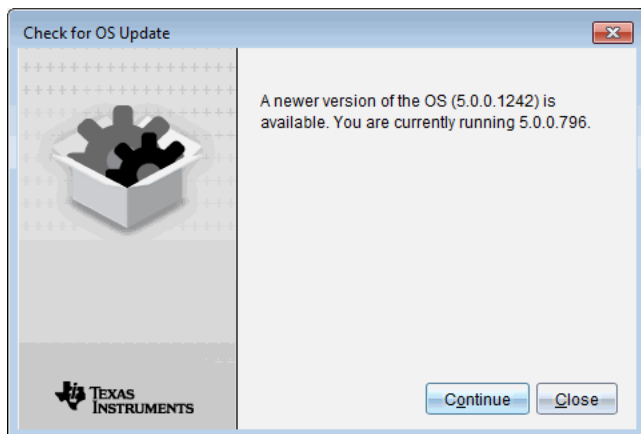 Check for OS Update
A newer version of the OS (5.0.0.1242) is
available. You are currently running 5.0.0.796.
TEXAS
INSTRUMENTS
Continue
Close